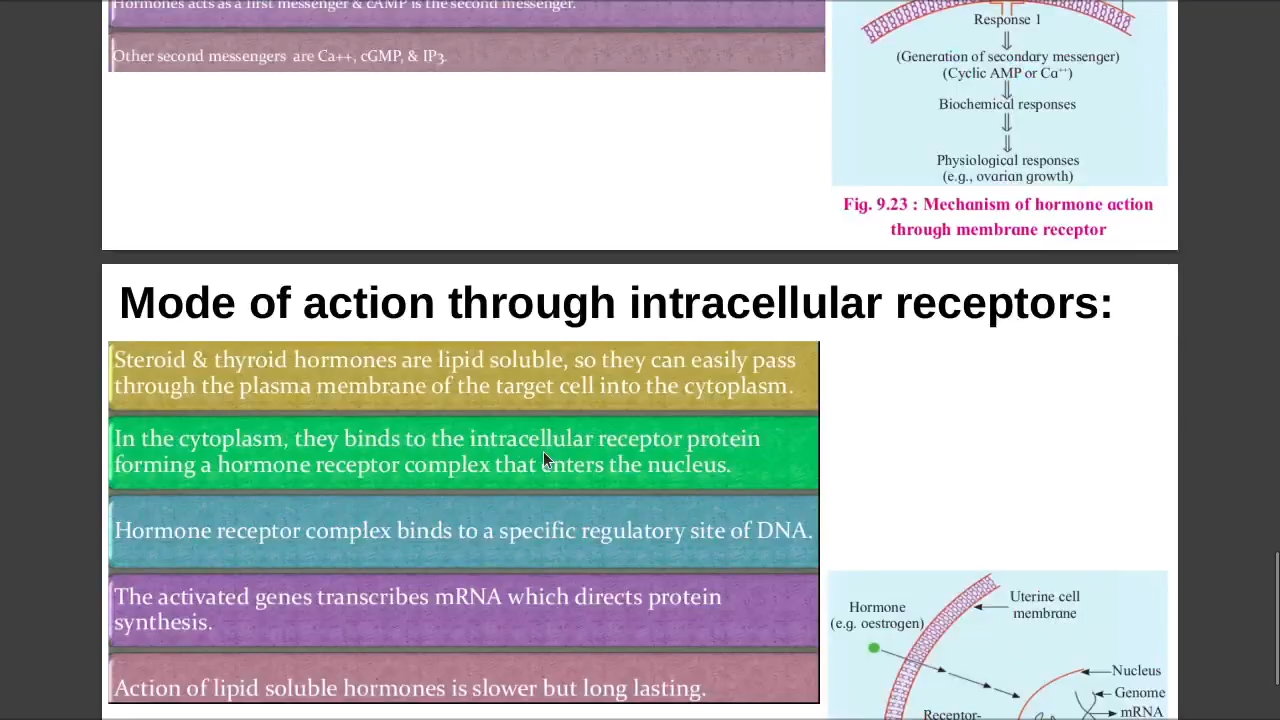 Hormones acts as a first messenger & cAMP is the second messenger.
Other second messengers are Ca++, cGMP, & IP3.
Response 1
(Generation of secondary messenger)
(Cyclic AMP or Ca++)
Biochemical responses
Physiological responses
(e.g., ovarian growth)
Fig. 9.23 : Mechanism of hormone action
through membrane receptor
Mode of action through intracellular receptors:
Steroid & thyroid hormones are lipid soluble, so they can easily pass
through the plasma membrane of the target cell into the cytoplasm.
In the cytoplasm, they binds to the intracellular receptor protein
forming a hormone receptor complex that enters the nucleus.
Hormone receptor complex binds to a specific regulatory site of DNA.
The activated genes transcribes mRNA which directs protein
synthesis.
Action of lipid soluble hormones is slower but long lasting.
Hormone
(e.g. oestrogen)
Uterine cell
membrane
Nucleus
Genome
mRNA
Receptor-